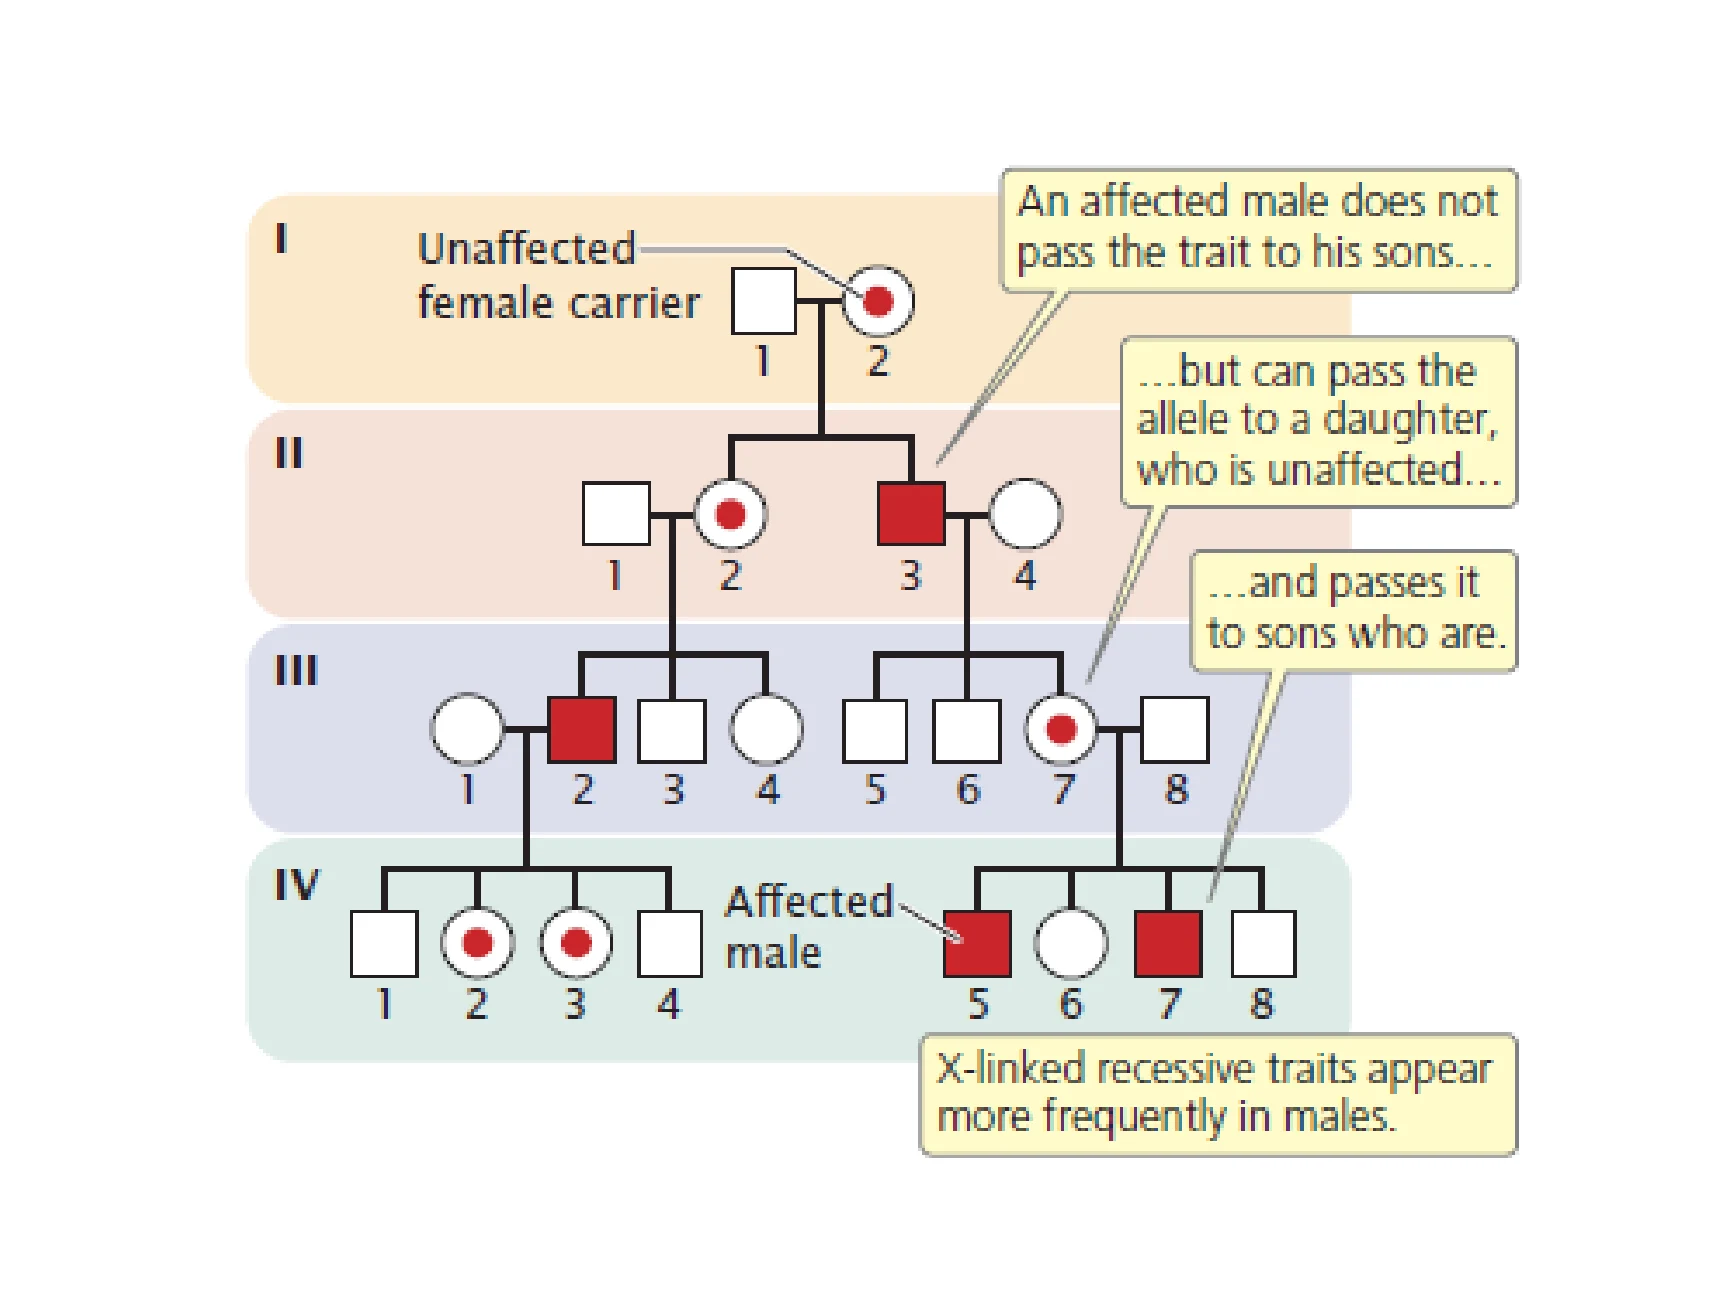 An affected male does not
pass the trait to his sons...
I
Unaffected
female carrier
1
2
...but can pass the
allele to a daughter,
who is unaffected...
II
1
2
3
4
...and passes it
to sons who are.
III
1
2
3
4
5
6
7
8
IV
Affected
male
1
2
3
4
5
6
7
8
X-linked recessive traits appear
more frequently in males.